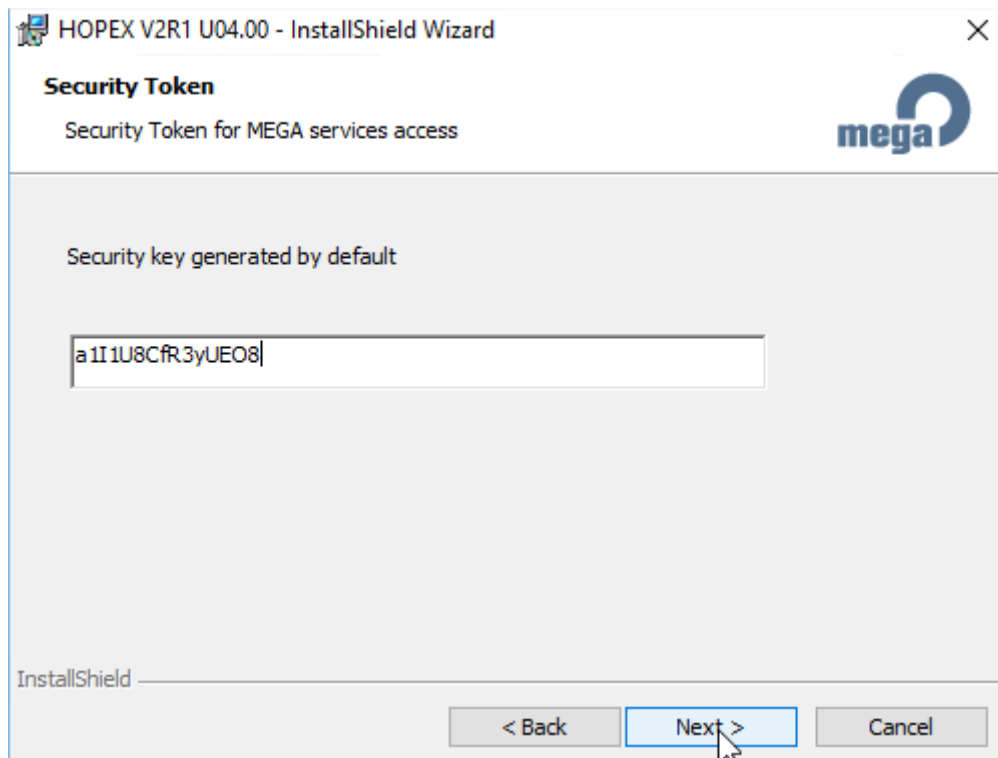 HOPEX V2R1 U04.00 - InstallShield Wizard
Security Token
Security Token for MEGA services access
mega
Security key generated by default
a1I1U8CfR3yUEO8
InstallShield
< Back
Next >
Cancel